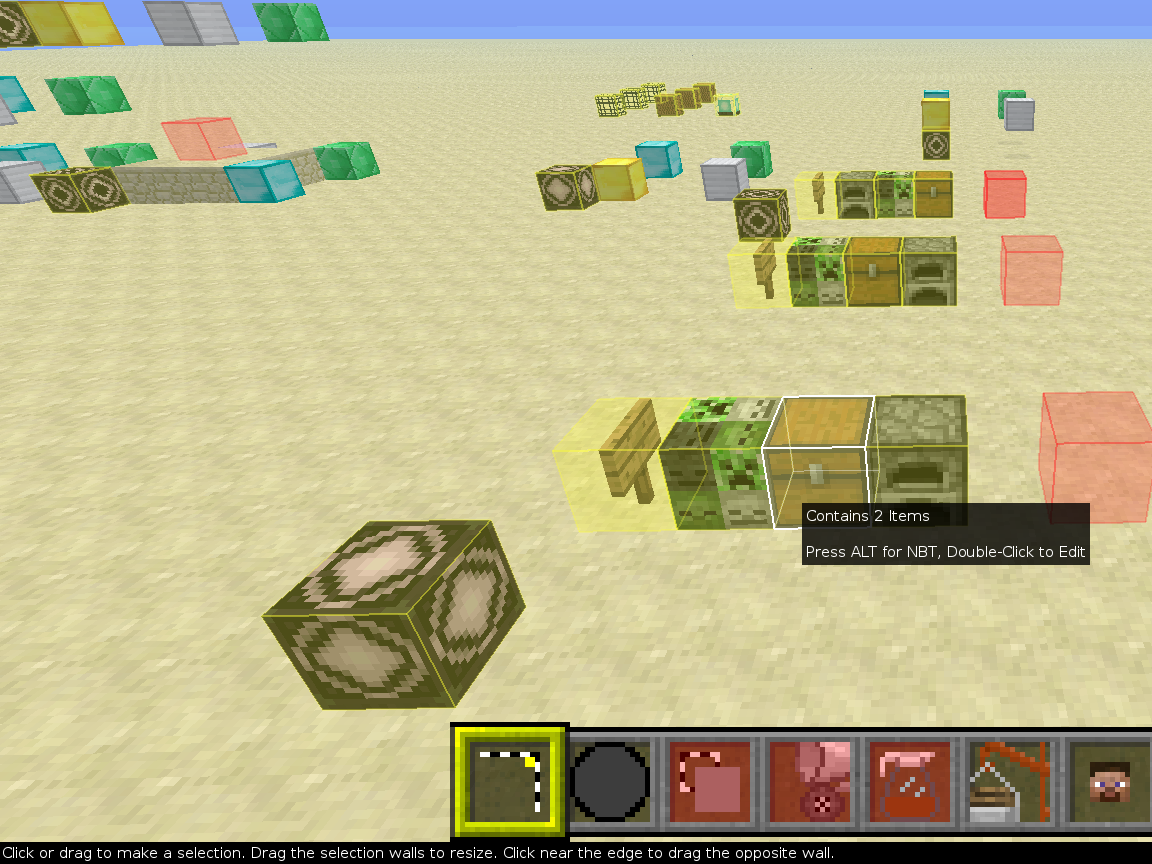 Contains 2 Items
Press ALT for NBT, Double-Click to Edit
Click or drag to make a selection. Drag the selection walls to resize. Click near the edge to drag the opposite wall.